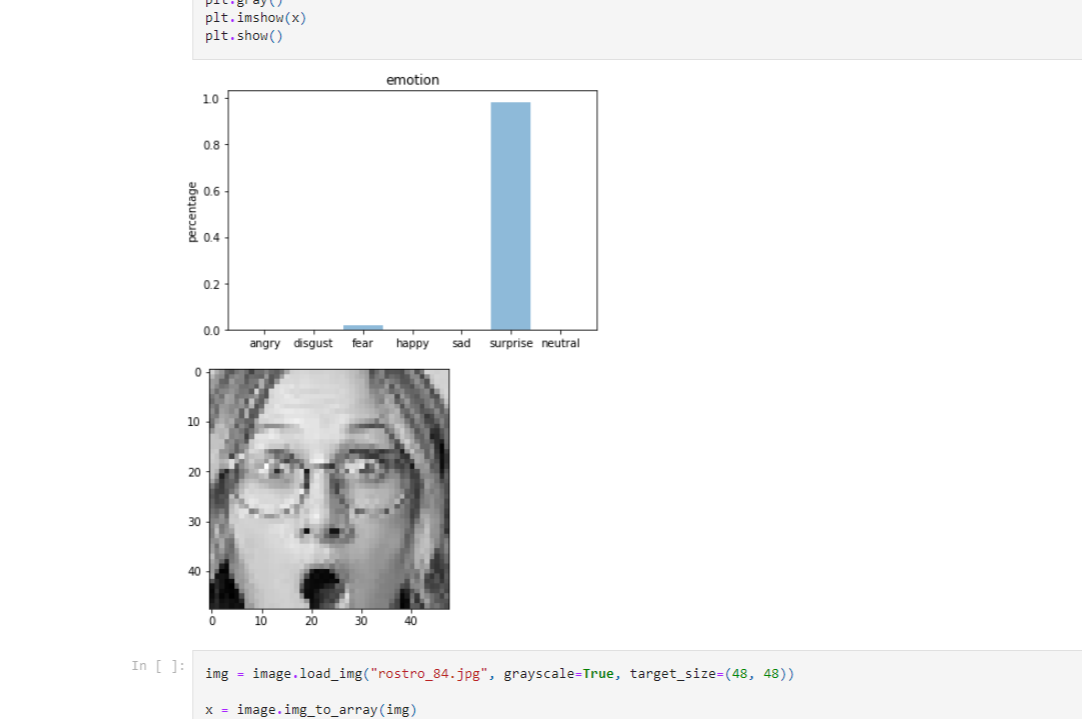 plt.gray()
plt.imshow(x)
plt.show()
emotion
1.0
0.8
0.6
0.4
0.2
0.0
percentage
angry disgust fear happy sad surprise neutral
0
10
20
30
40
0 10 20 30 40
In [ ]:
img = image.load_img("rostro_84.jpg", grayscale=True, target_size=(48, 48))
x = image.img_to_array(img)